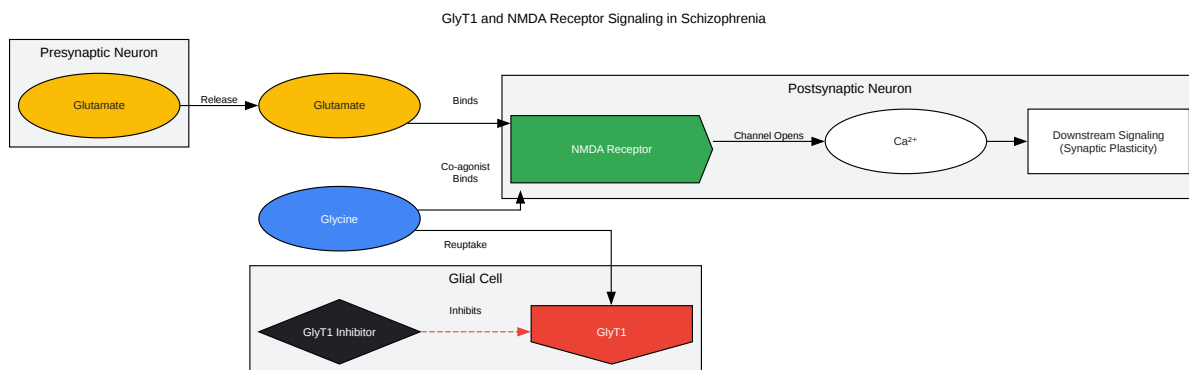 GlyT1 and NMDA Receptor Signaling in Schizophrenia
Presynaptic Neuron
Glutamate
Release
Glutamate
Binds
Postsynaptic Neuron
NMDA Receptor
Channel Opens
Ca²⁺
Downstream Signaling
(Synaptic Plasticity)
Co-agonist
Binds
Glycine
Reuptake
Glial Cell
GlyT1 Inhibitor
Inhibits
GlyT1